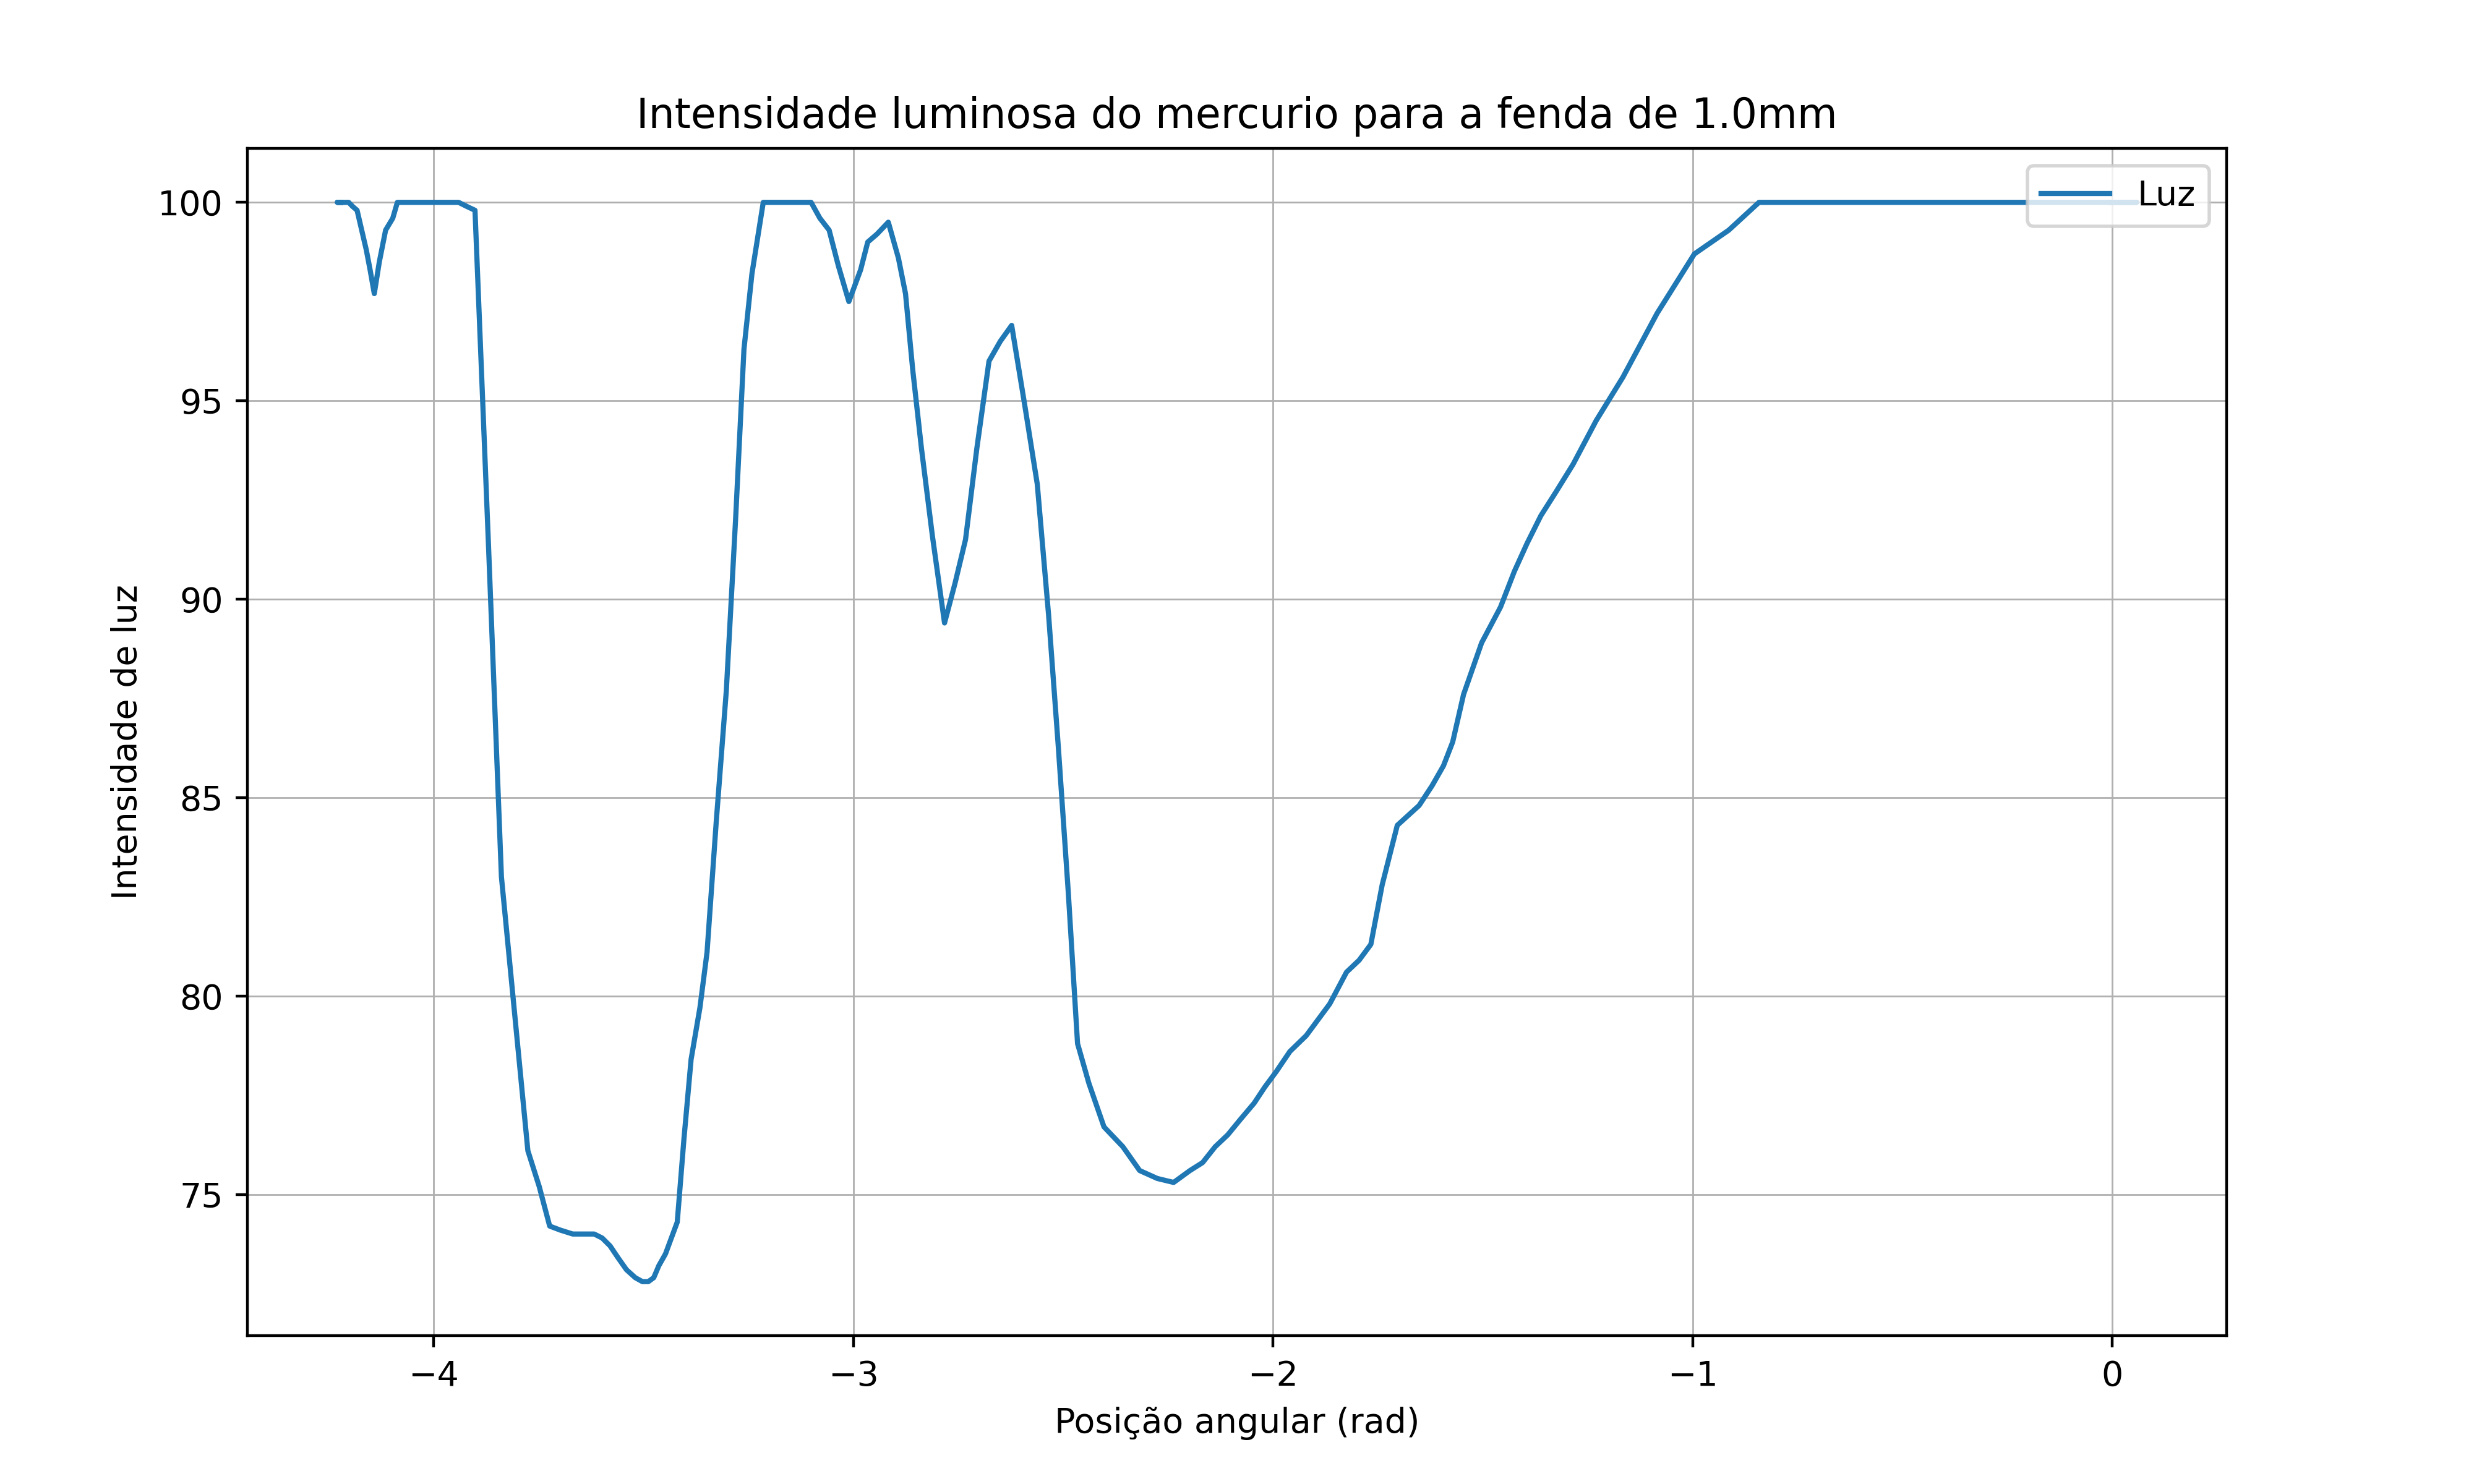 Intensidade luminosa do mercurio para a fenda de 1.0mm
Luz
100
95
90
85
80
75
Intensidade de luz
−4
−3
−2
−1
0
Posição angular (rad)